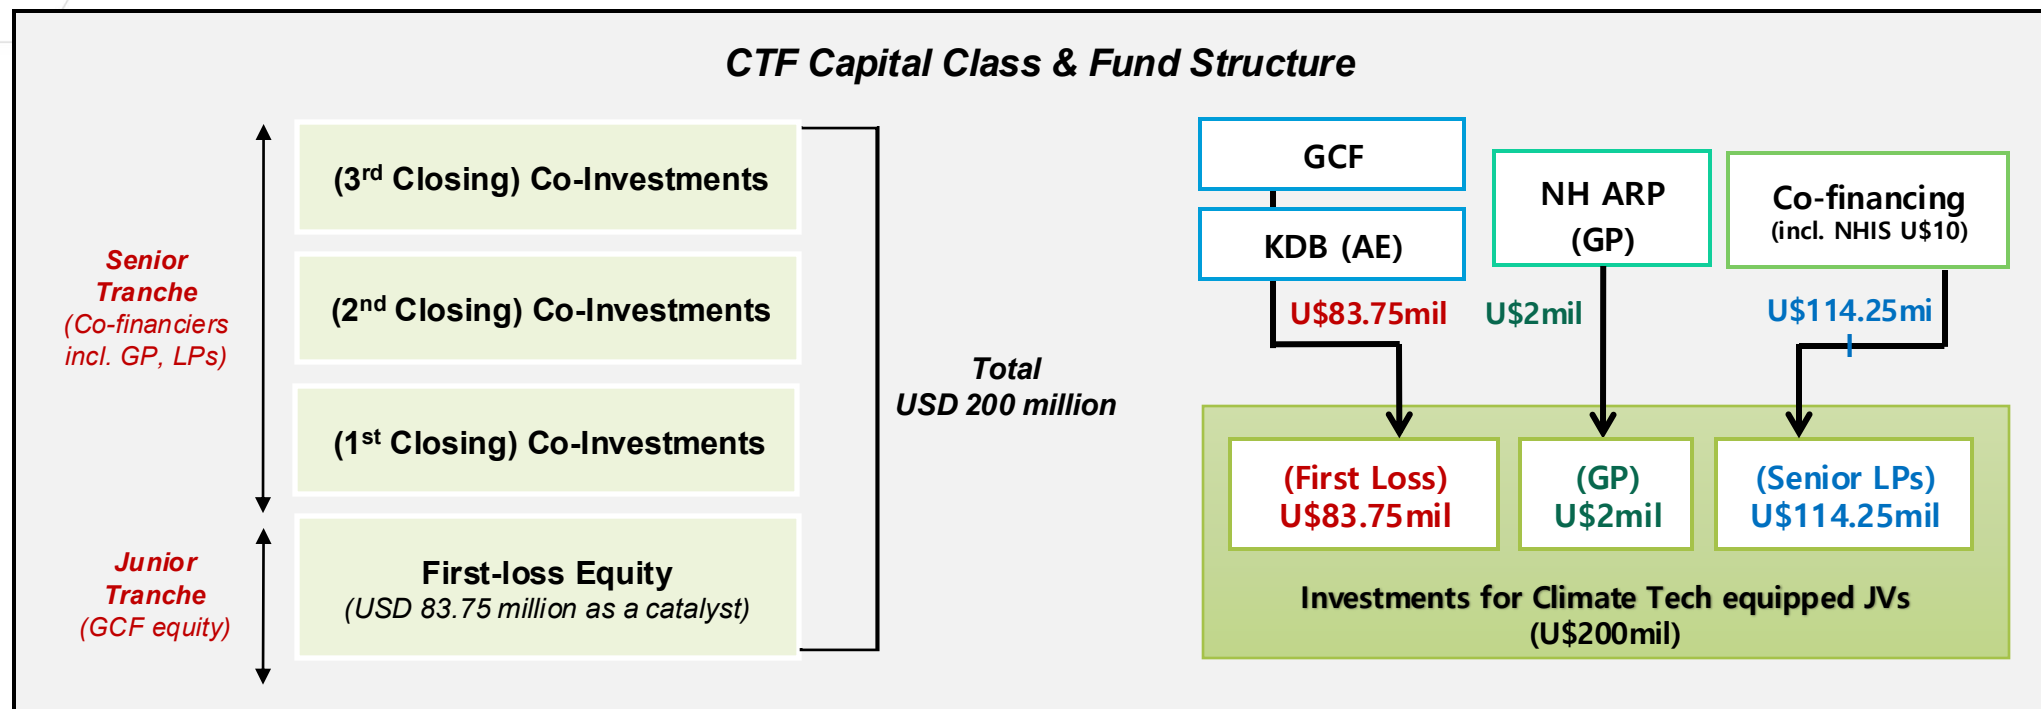 CTF Capital Class & Fund Structure
Senior
Tranche
(Co-financiers
incl. GP, LPs)
Junior
Tranche
(GCF equity)
(3rd Closing) Co-Investments
(2nd Closing) Co-Investments
(1st Closing) Co-Investments
First-loss Equity
(USD 83.75 million as a catalyst)
Total
USD 200 million
GCF
KDB (AE)
NH ARP
(GP)
Co-financing
(incl. NHIS U$10)
U$83.75mil
U$2mil
U$114.25mi
(First Loss)
U$83.75mil
(GP)
U$2mil
(Senior LPs)
U$114.25mil
Investments for Climate Tech equipped JVs
(U$200mil)